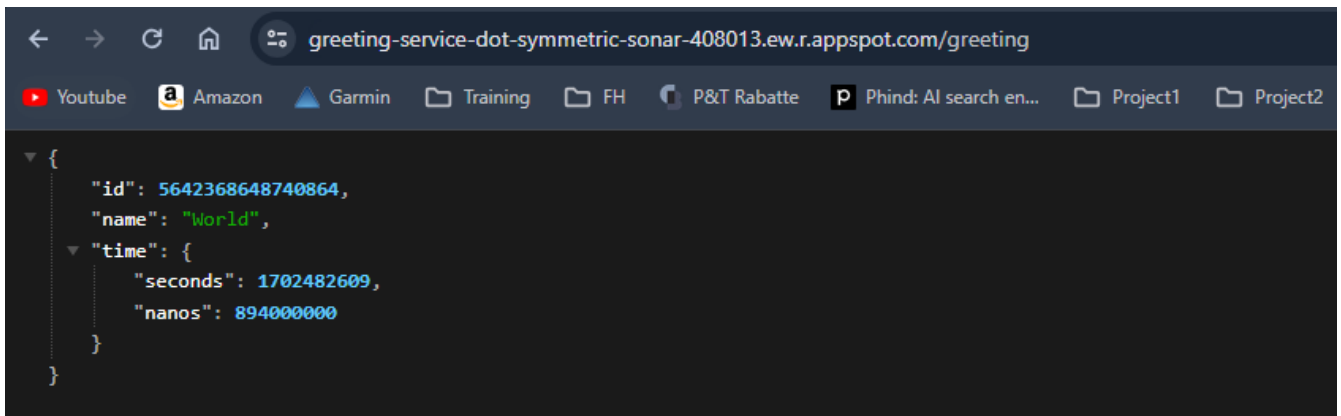 greeting-service-dot-symmetric-sonar-408013.ew.r.appspot.com/greeting
Youtube a Amazon Garmin Training FH P&T Rabatte p Phind: AI search en... Project1 Project2
{
"id": 5642368648740864,
"name": "World",
"time": {
"seconds": 1702482609,
"nanos": 894000000
}
}